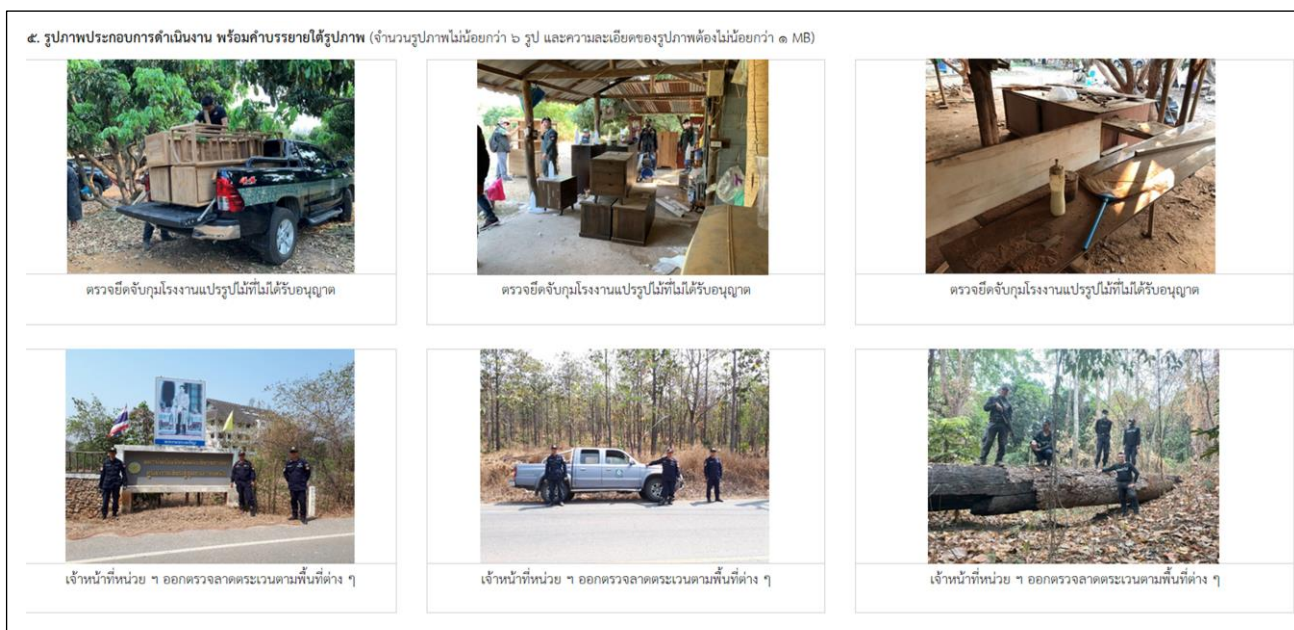 ๕. รูปภาพประกอบการดำเนินงาน พร้อมคำบรรยายใต้รูปภาพ (จำนวนรูปภาพไม่น้อยกว่า ๖ รูป และความละเอียดของรูปภาพต้องไม่น้อยกว่า ๑ MB)
ตรวจยึดจับกุมโรงงานแปรรูปไม้ที่ไม่ได้รับอนุญาต
ตรวจยึดจับกุมโรงงานแปรรูปไม้ที่ไม่ได้รับอนุญาต
ตรวจยึดจับกุมโรงงานแปรรูปไม้ที่ไม่ได้รับอนุญาต
เจ้าหน้าที่หน่วย ฯ ออกตรวจลาดตระเวนตามพื้นที่ต่าง ๆ
เจ้าหน้าที่หน่วย ฯ ออกตรวจลาดตระเวนตามพื้นที่ต่าง ๆ
เจ้าหน้าที่หน่วย ฯ ออกตรวจลาดตระเวนตามพื้นที่ต่าง ๆ